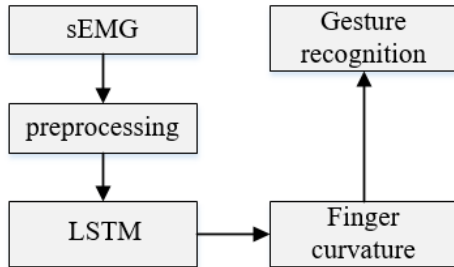 sEMG
preprocessing
LSTM
Finger
curvature
Gesture
recognition